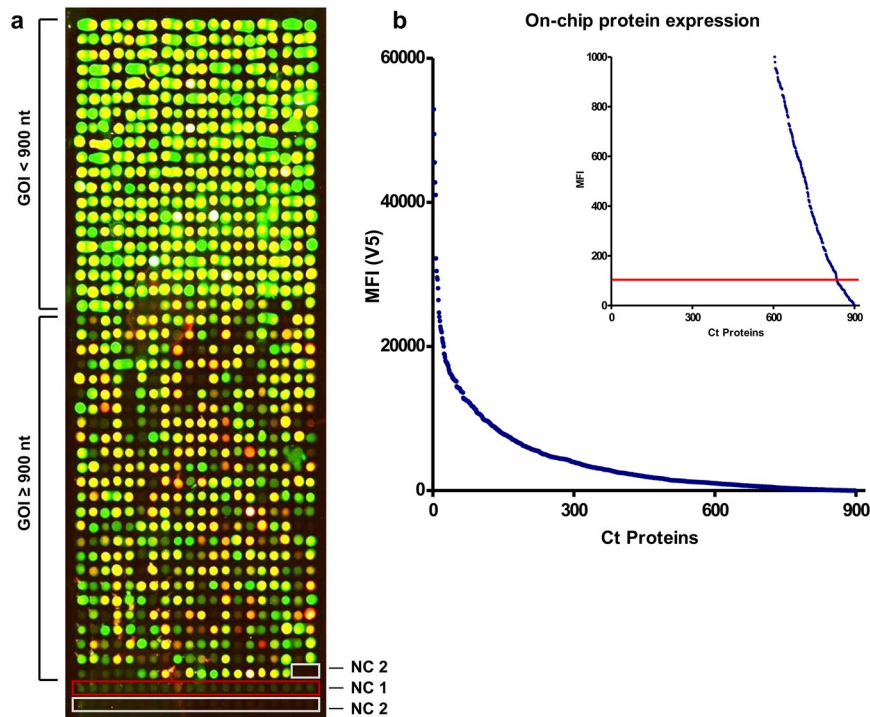 a
GOI < 900 nt
GOI ≥ 900 nt
NC 2
NC 1
NC 2
b
On-chip protein expression
60000
40000
20000
0
MFI (V5)
0 300 600 900
Ct Proteins
1000
800
600
400
200
0
MFI
0 300 600 900
Ct Proteins